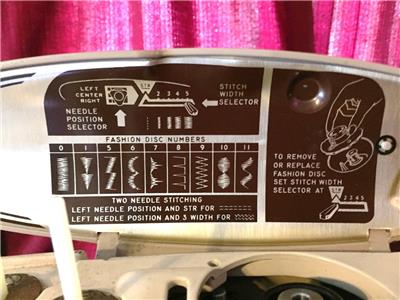 LEFT
CENTER
RIGHT
STR
2 3 4 5
STITCH
WIDTH
SELECTOR
NEEDLE
POSITION
SELECTOR
FASHION DISC NUMBERS
0 1 5 6 7 8 9 10 11
TWO NEEDLE STITCHING
LEFT NEEDLE POSITION AND STR FOR
LEFT NEEDLE POSITION AND 3 WIDTH FOR
TO REMOVE
OR REPLACE
FASHION DISC
SET STITCH WIDTH
SELECTOR AT
STR
2 3 4 5